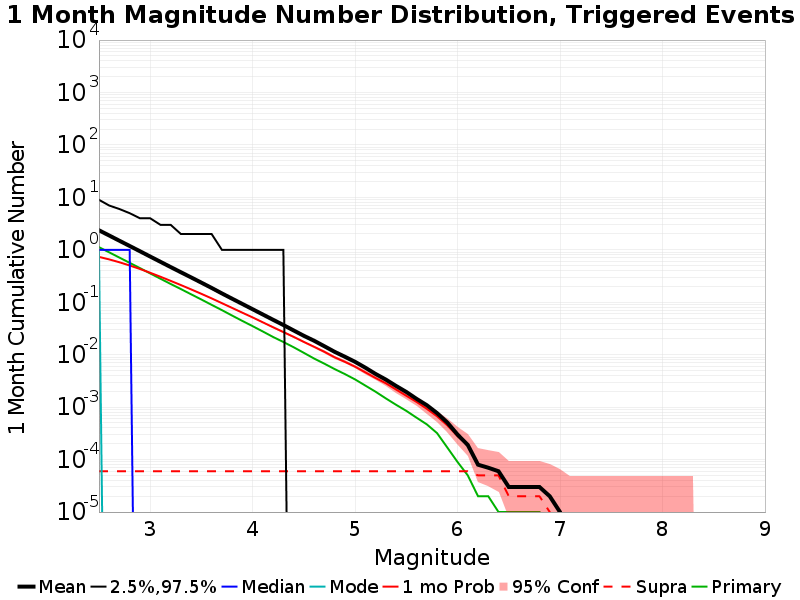 1 Month Magnitude Number Distribution, Triggered Events
1 Month Cumulative Number
10^4
10^3
10^2
10^1
10^0
10^-1
10^-2
10^-3
10^-4
10^-5
3 4 5 6 7 8 9
Magnitude
Mean 2.5%,97.5% Median Mode 1 mo Prob 95% Conf Supra Primary